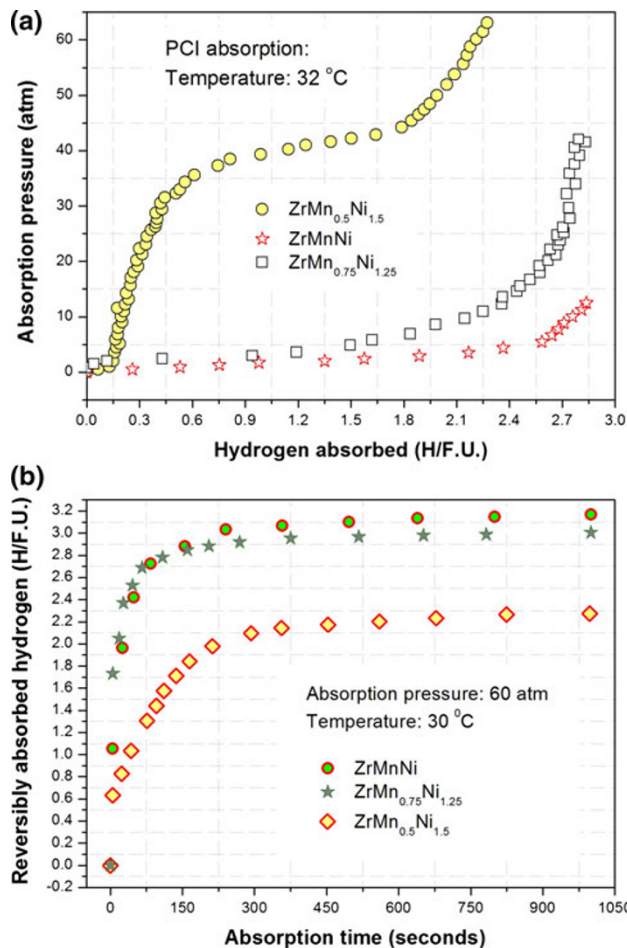 (a)
PCI absorption:
Temperature: 32 °C
ZrMn0.5Ni1.5
ZrMnNi
ZrMn0.75Ni1.25
Absorption pressure (atm)
60
50
40
30
20
10
0
0.0 0.3 0.6 0.9 1.2 1.5 1.8 2.1 2.4 2.7 3.0
Hydrogen absorbed (H/F.U.)
(b)
Reversibly absorbed hydrogen (H/F.U.)
3.2
3.0
2.8
2.6
2.4
2.2
2.0
1.8
1.6
1.4
1.2
1.0
0.8
0.6
0.4
0.2
0.0
-0.2
Absorption pressure: 60 atm
Temperature: 30 °C
ZrMnNi
ZrMn0.75Ni1.25
ZrMn0.5Ni1.5
0 150 300 450 600 750 900 1050
Absorption time (seconds)